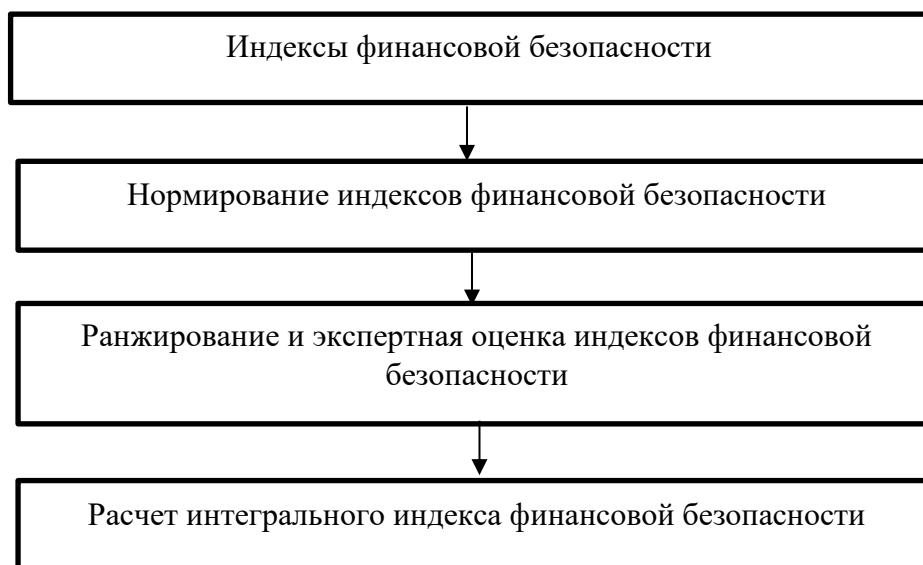 Индексы финансовой безопасности
Нормирование индексов финансовой безопасности
Ранжирование и экспертная оценка индексов финансовой
безопасности
Расчет интегрального индекса финансовой безопасности